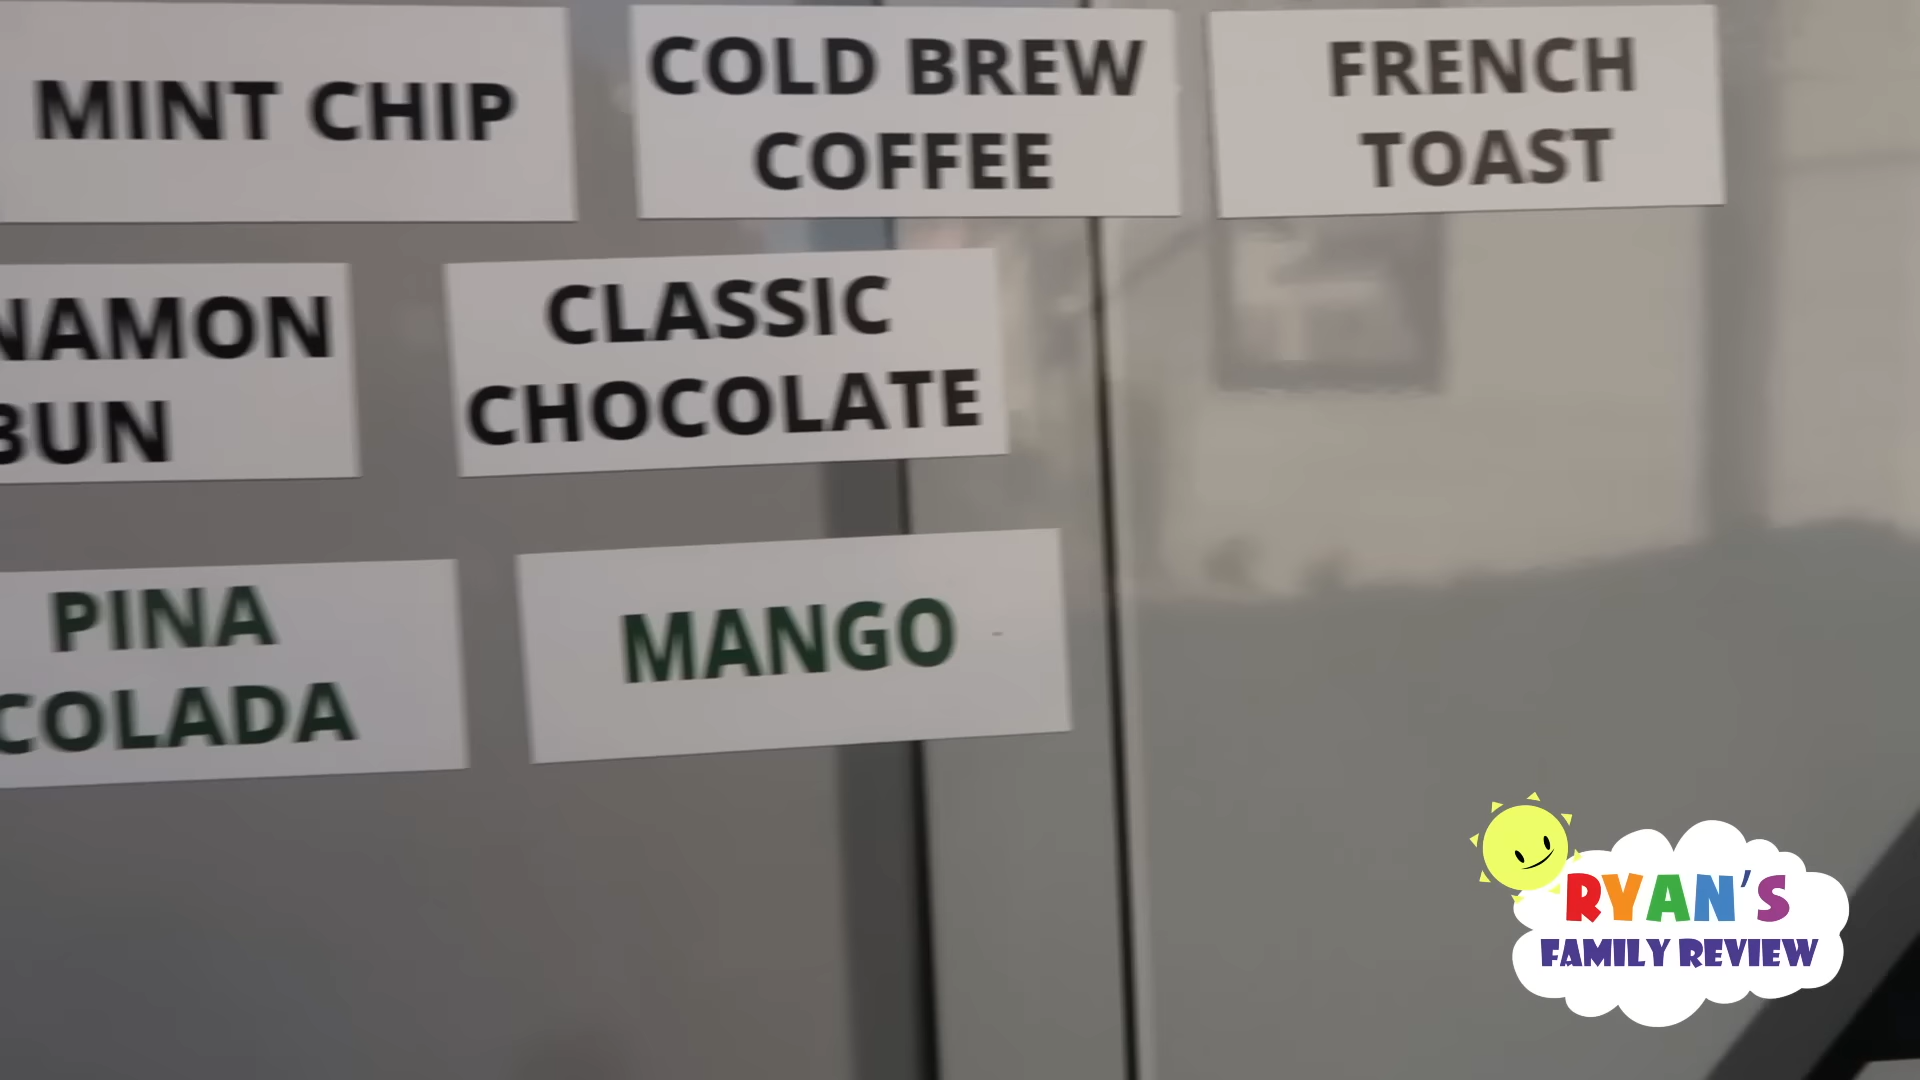 MINT CHIP
COLD BREW
COFFEE
FRENCH
TOAST
NAMON
BUN
CLASSIC
CHOCOLATE
PINA
COLADA
MANGO
RYAN'S
FAMILY REVIEW